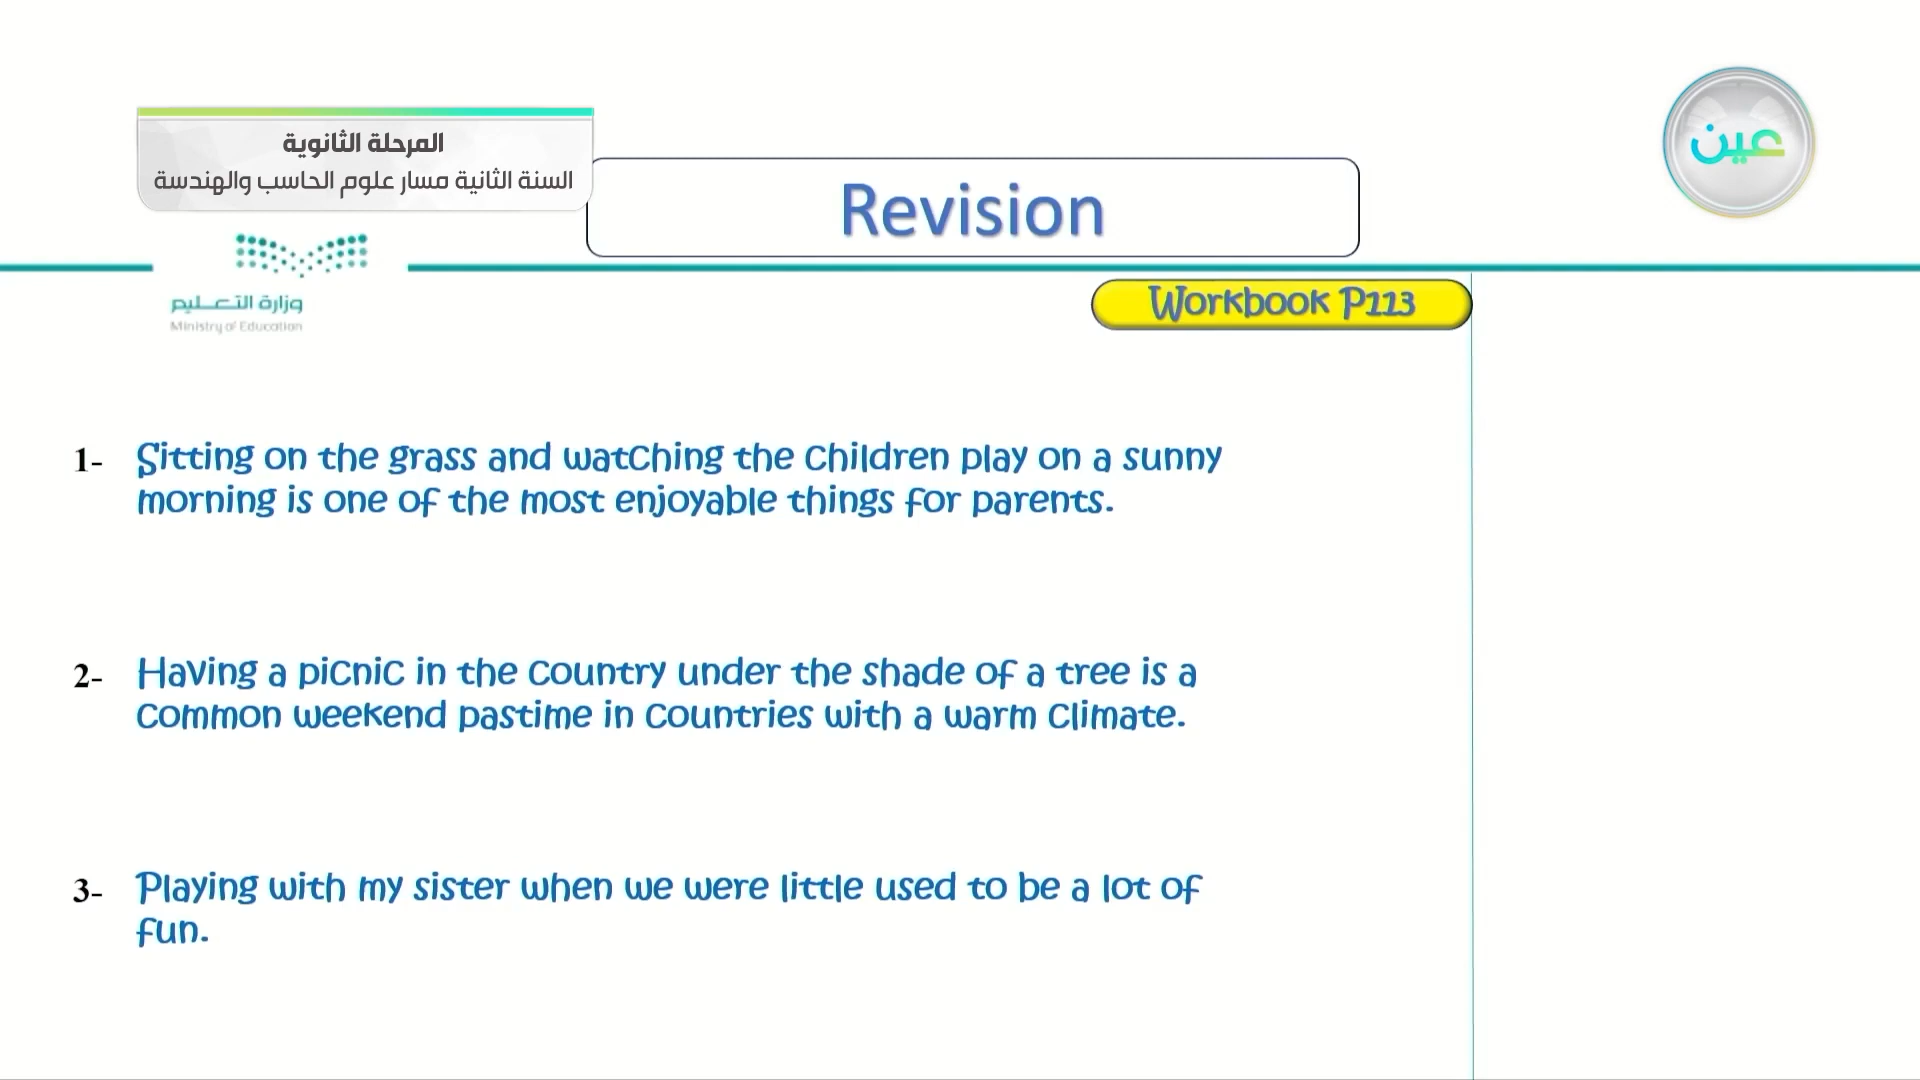 المرحلة الثانوية
السنة الثانية مسار علوم الحاسب والهندسة
عين
Revision
وزارة التعليم
Ministry of Education
Workbook P113
1- Sitting on the grass and watching the children play on a sunny
morning is one of the most enjoyable things for parents.
2- Having a picnic in the country under the shade of a tree is a
common weekend pastime in countries with a warm climate.
3- Playing with my sister when we were little used to be a lot of
fun.